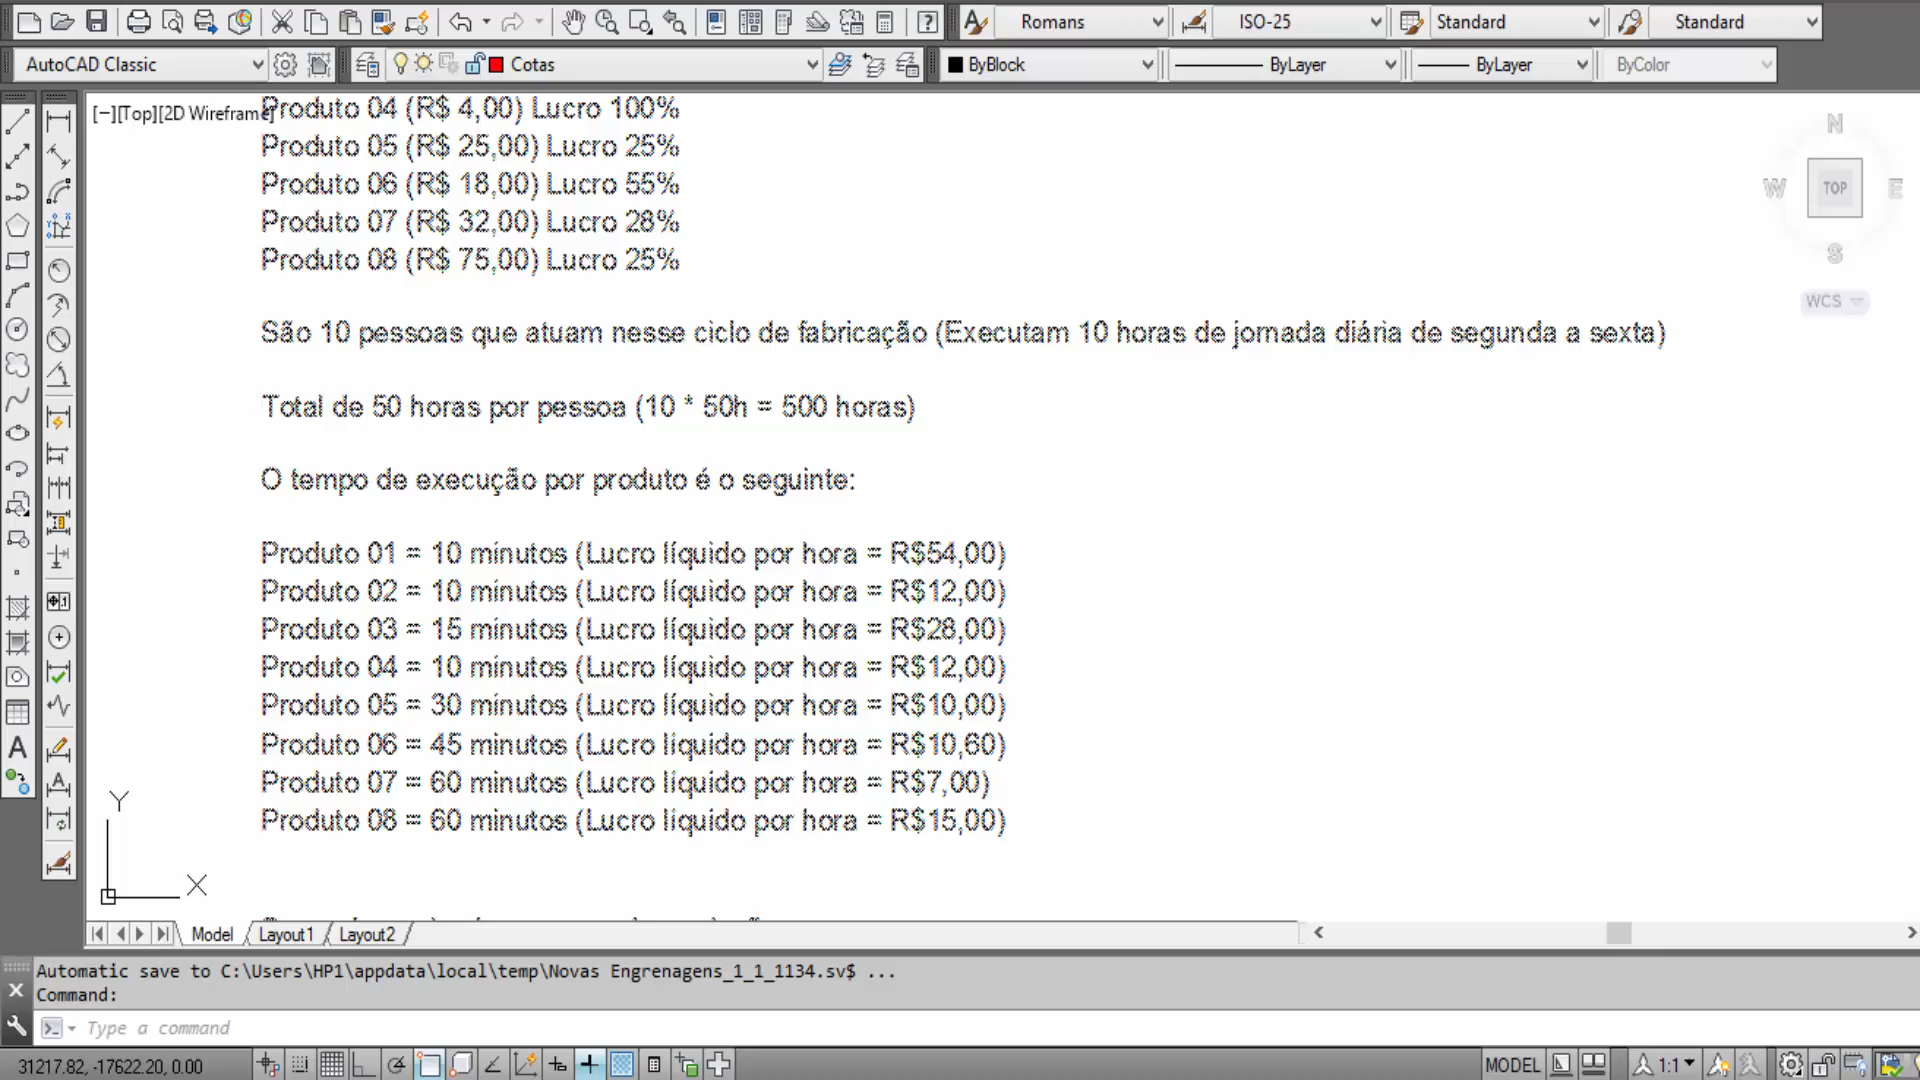 Romans
ISO-25
Standard
Standard
AutoCAD Classic
Cotas
ByBlock
ByLayer
ByLayer
ByColor
[−][Top][2D Wireframe]
Produto 04 (R$ 4,00) Lucro 100%
Produto 05 (R$ 25,00) Lucro 25%
Produto 06 (R$ 18,00) Lucro 55%
Produto 07 (R$ 32,00) Lucro 28%
Produto 08 (R$ 75,00) Lucro 25%
N
W
TOP
E
S
WCS
São 10 pessoas que atuam nesse ciclo de fabricação (Executam 10 horas de jornada diária de segunda a sexta)
Total de 50 horas por pessoa (10 * 50h = 500 horas)
O tempo de execução por produto é o seguinte:
Produto 01 = 10 minutos (Lucro líquido por hora = R$54,00)
Produto 02 = 10 minutos (Lucro líquido por hora = R$12,00)
Produto 03 = 15 minutos (Lucro líquido por hora = R$28,00)
Produto 04 = 10 minutos (Lucro líquido por hora = R$12,00)
Produto 05 = 30 minutos (Lucro líquido por hora = R$10,00)
Produto 06 = 45 minutos (Lucro líquido por hora = R$10,60)
Produto 07 = 60 minutos (Lucro líquido por hora = R$7,00)
Produto 08 = 60 minutos (Lucro líquido por hora = R$15,00)
Y
X
Model
Layout1
Layout2
Automatic save to C:\Users\HP1\appdata\local\temp\Novas Engrenagens_1_1_1134.sv$ ...
Command:
Type a command
31217.82, -17622.20, 0.00
MODEL
1:1